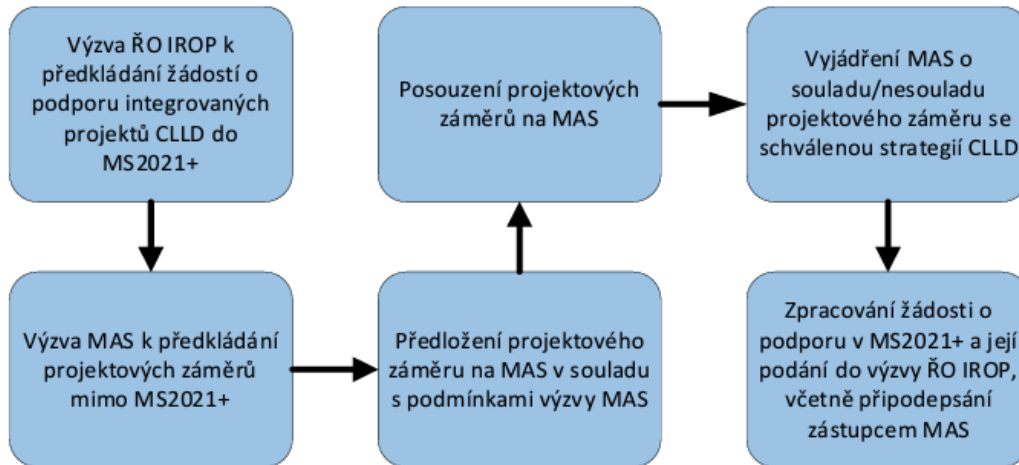 Výzva ŘO IROP k
předkládání žádostí o
podporu integrovaných
projektů CLLD do
MS2021+
Výzva MAS k předkládání
projektových záměrů
mimo MS2021+
Předložení projektového
záměru na MAS v souladu
s podmínkami výzvy MAS
Posouzení projektových
záměrů na MAS
Vyjádření MAS o
souladu/nesouladu
projektového záměru se
schválenou strategií CLLD
Zpracování žádosti o
podporu v MS2021+ a její
podání do výzvy ŘO IROP,
včetně připodepsání
zástupcem MAS